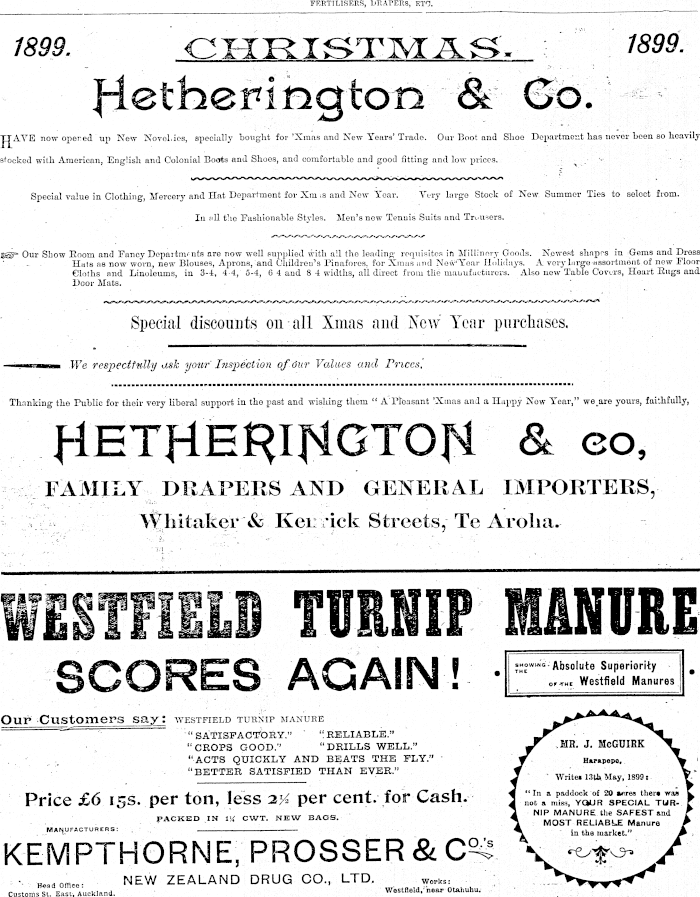 FERTILISERS, DRAPERS, ETC.
1899. CHRISTMAS. 1899.
Hetherington & Co.
HAVE now opened up New Novelties, specially bought for 'Xmas and New Years' Trade. Our Boot and Shoe Department has never been so heavily
stocked with American, English and Colonial Boots and Shoes, and comfortable and good fitting and low prices.
Special value in Clothing, Mercery and Hat Department for Xmas and New Year. Very large Stock of New Summer Ties to select from.
In all the Fashionable Styles. Men's new Tennis Suits and Trousers.
Our Show Room and Fancy Departments are now well supplied with all the leading requisites in Millinery Goods. Newest shapes in Gems and Dress
Hats as now worn, new Blouses, Aprons, and Children's Pinafores, for Xmas and New Year Holidays. A very large assortment of new Floor
Cloths and Linoleums, in 3-4, 4 4, 5-4, 6 4 and 8 4 widths, all direct from the manufacturers. Also new Table Covers, Heart Rugs and
Door Mats.
Special discounts on all Xmas and New Year purchases.
We respectfully ask your Inspection of our Values and Prices,
Thanking the Public for their very liberal support in the past and wishing them "A Pleasant 'Xmas and a Happy New Year," we are yours, faithfully,
HETHERINGTON & co,
FAMILY DRAPERS AND GENERAL IMPORTERS,
Whitaker & Kenrick Streets, Te Aroha.
WESTFIELD TURNIP MANURE
SCORES AGAIN!
SHOWING THE Absolute Superiority
OF THE Westfield Manures
Our Customers say: WESTFIELD TURNIP MANURE
"SATISFACTORY." "RELIABLE."
"CROPS GOOD." "DRILLS WELL."
"ACTS QUICKLY AND BEATS THE FLY."
"BETTER SATISFIED THAN EVER."
Price £6 15s. per ton, less 2½ per cent. for Cash.
PACKED IN 1¼ CWT. NEW BAGS.
MANUFACTURERS:
KEMPTHORNE, PROSSER & CO.'s
NEW ZEALAND DRUG CO., LTD.
Head Office:
Customs St. East, Auckland.
Works:
Westfield, near Otahuhu.
MR. J. McGUIRK
Harapepe,
Writes 13th May, 1899:
"In a paddock of 20 acres there was
not a miss, YOUR SPECIAL TUR-
NIP MANURE the SAFEST and
MOST RELIABLE Manure
in the market."